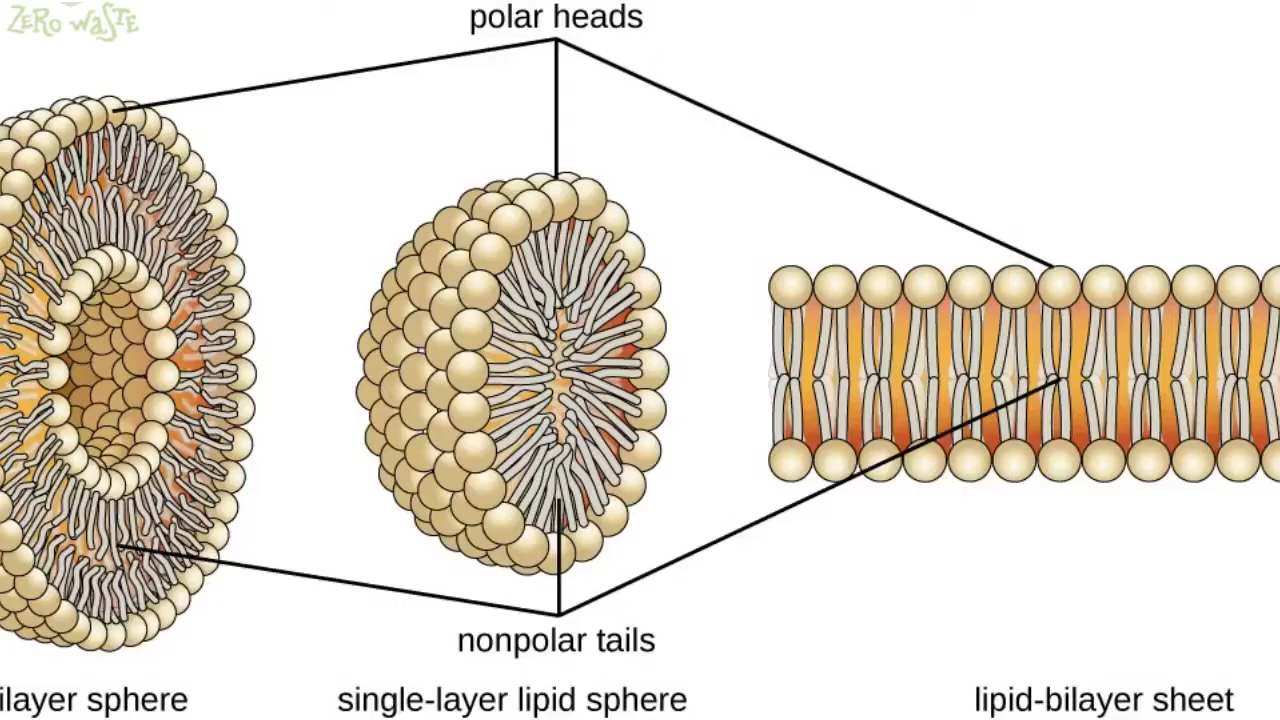 ZeRo waSTe
polar heads
nonpolar tails
ilayer sphere
single-layer lipid sphere
lipid-bilayer sheet